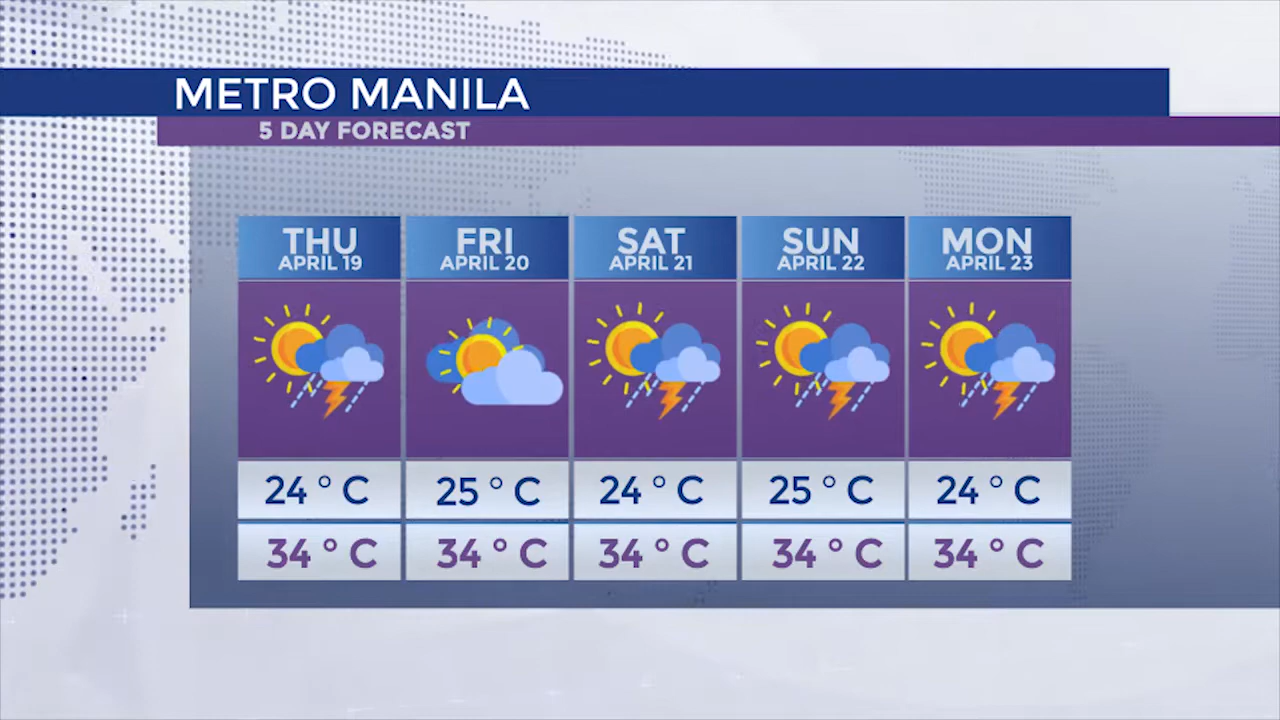 METRO MANILA
5 DAY FORECAST
THU
APRIL 19
FRI
APRIL 20
SAT
APRIL 21
SUN
APRIL 22
MON
APRIL 23
24 ° C
25 ° C
24 ° C
25 ° C
24 ° C
34 ° C
34 ° C
34 ° C
34 ° C
34 ° C